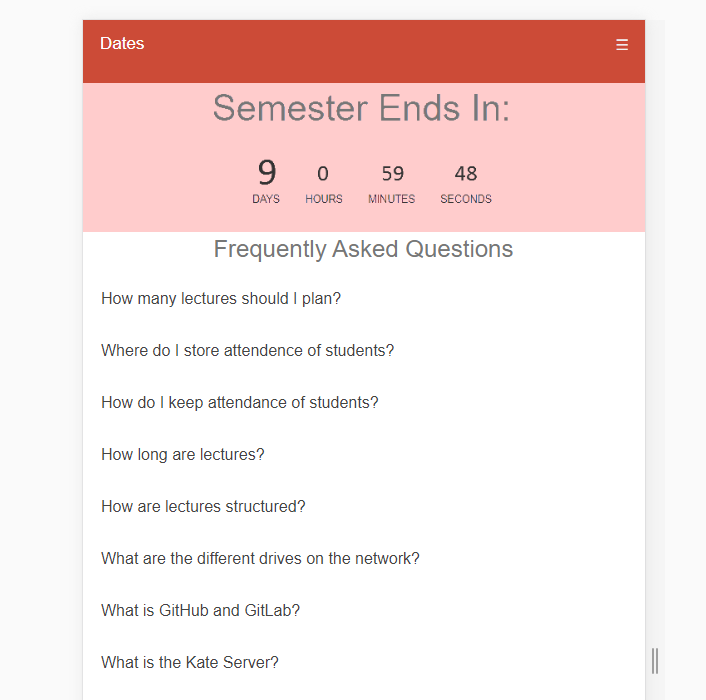 Dates ☰
Semester Ends In:
9 0 59 48
DAYS HOURS MINUTES SECONDS
Frequently Asked Questions
How many lectures should I plan?
Where do I store attendence of students?
How do I keep attendance of students?
How long are lectures?
How are lectures structured?
What are the different drives on the network?
What is GitHub and GitLab?
What is the Kate Server?